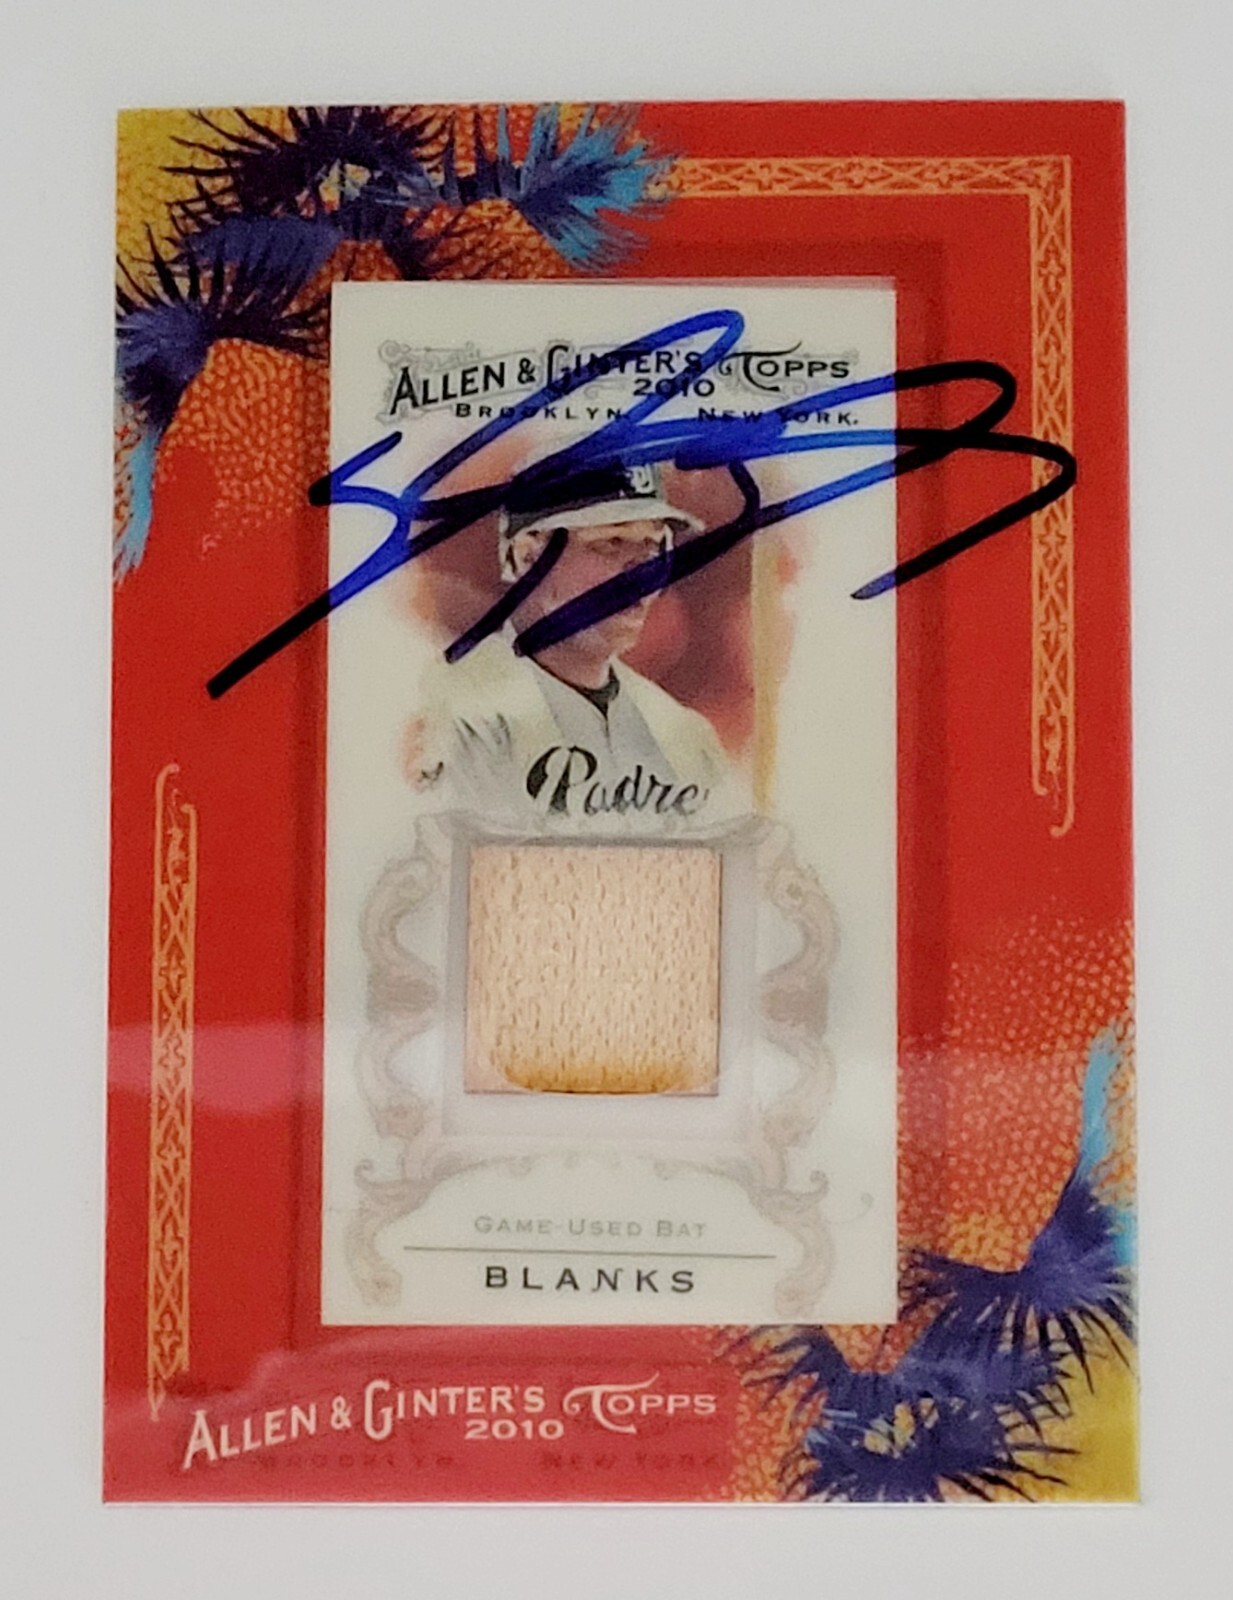 ALLEN & GINTER'S TOPPS
2010
BROOKLYN, NEW YORK.
Padre
GAME-USED BAT
BLANKS
ALLEN & GINTER'S TOPPS
2010
BROOKLYN, NEW YORK